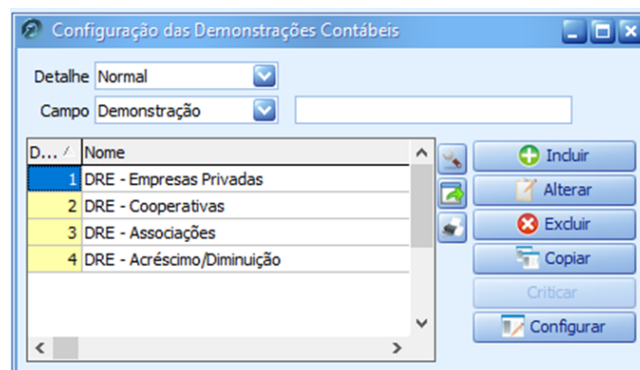 Configuração das Demonstrações Contábeis
Detalhe Normal
Campo Demonstração
D... Nome
1 DRE - Empresas Privadas
2 DRE - Cooperativas
3 DRE - Associações
4 DRE - Acréscimo/Diminuição
Incluir
Alterar
Excluir
Copiar
Criticar
Configurar